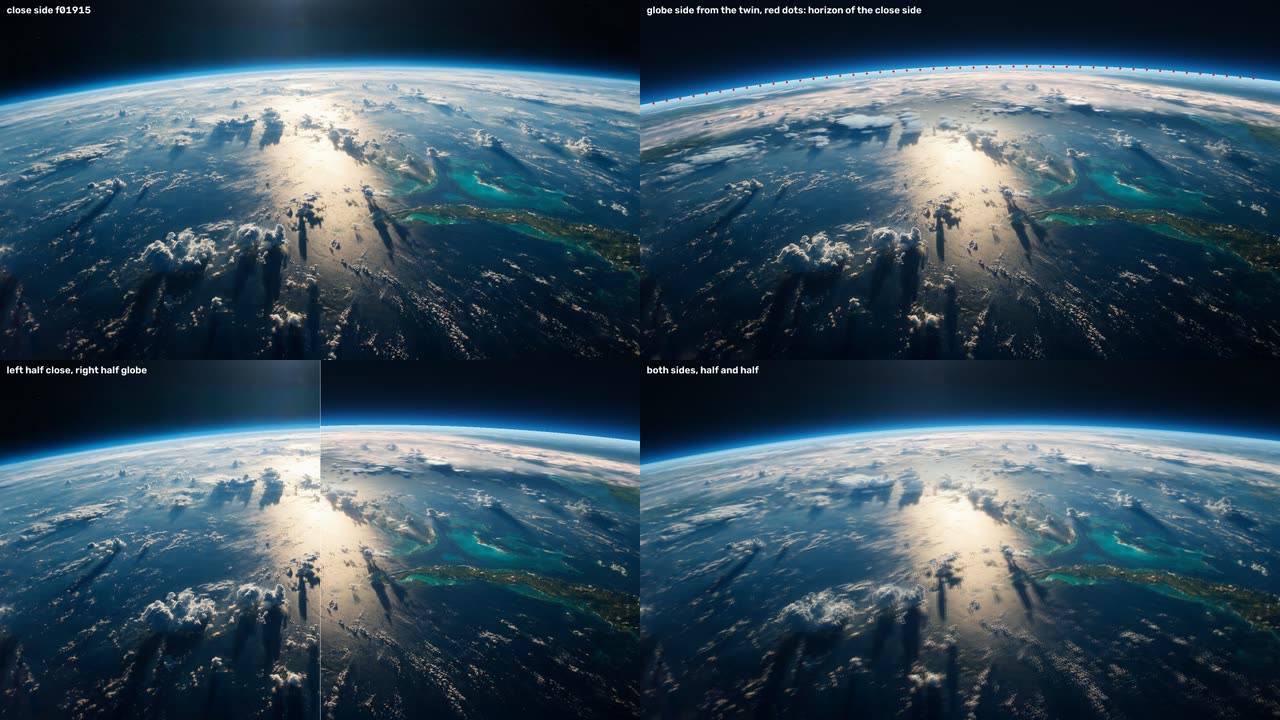 close side f01915
globe side from the twin, red dots: horizon of the close side
left half close, right half globe
both sides, half and half